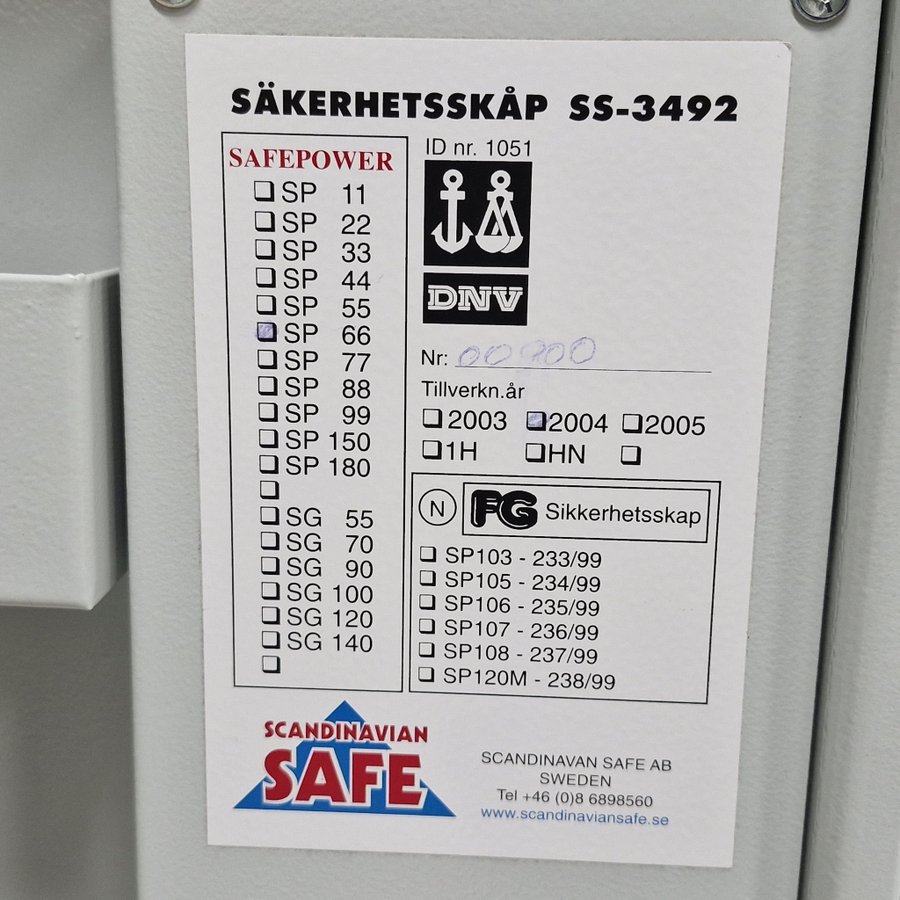 SÄKERHETSSKÅP SS-3492
SAFEPOWER
SP 11
SP 22
SP 33
SP 44
SP 55
SP 66
SP 77
SP 88
SP 99
SP 150
SP 180
SG 55
SG 70
SG 90
SG 100
SG 120
SG 140
ID nr. 1051
DNV
Nr:
Tillverkn.år
2003 2004 2005
1H HN
N FG Sikkerhetsskap
SP103 - 233/99
SP105 - 234/99
SP106 - 235/99
SP107 - 236/99
SP108 - 237/99
SP120M - 238/99
SCANDINAVIAN
SAFE
SCANDINAVAN SAFE AB
SWEDEN
Tel +46 (0)8 6898560
www.scandinaviansafe.se